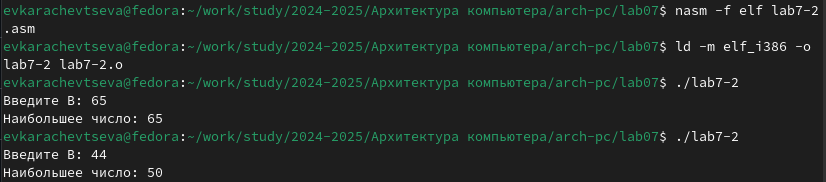 evkarachevtseva@fedora:~/work/study/2024-2025/Архитектура компьютера/arch-pc/lab07$ nasm -f elf lab7-2
.asm
evkarachevtseva@fedora:~/work/study/2024-2025/Архитектура компьютера/arch-pc/lab07$ ld -m elf_i386 -o
lab7-2 lab7-2.o
evkarachevtseva@fedora:~/work/study/2024-2025/Архитектура компьютера/arch-pc/lab07$ ./lab7-2
Введите B: 65
Наибольшее число: 65
evkarachevtseva@fedora:~/work/study/2024-2025/Архитектура компьютера/arch-pc/lab07$ ./lab7-2
Введите B: 44
Наибольшее число: 50